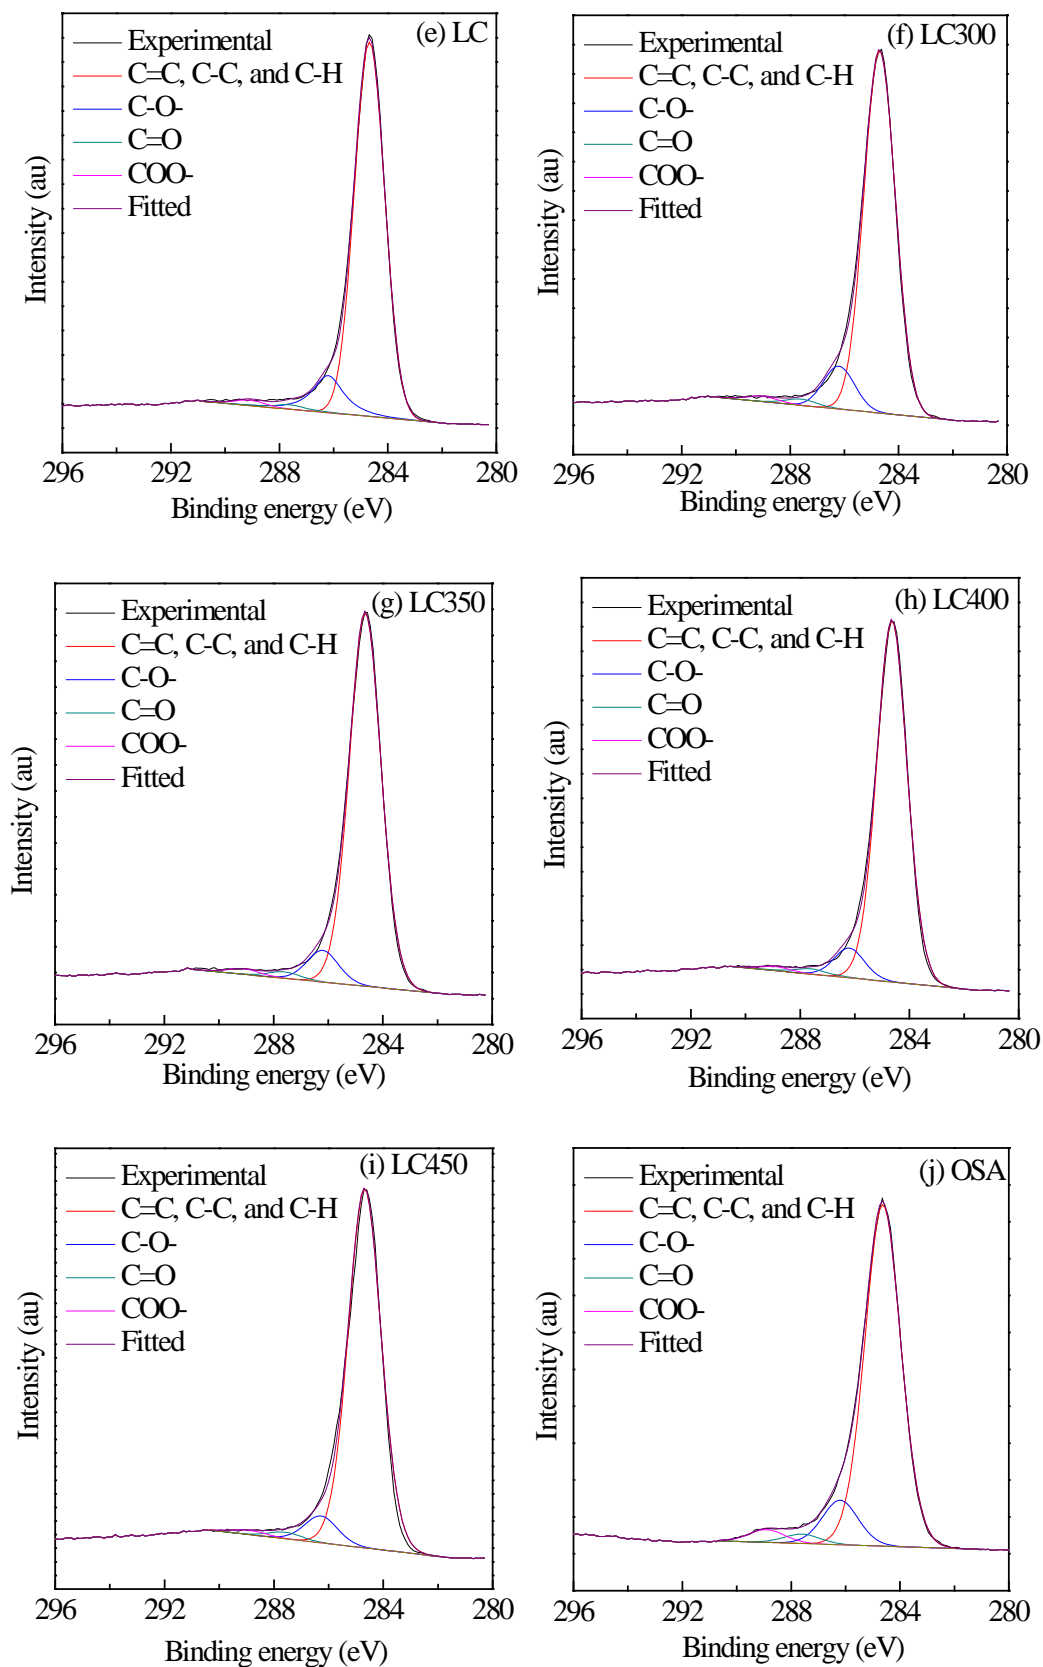 (e) LC
Experimental
C=C, C-C, and C-H
C-O-
C=O
COO-
Fitted
Intensity (au)
296 292 288 284 280
Binding energy (eV)
(f) LC300
Experimental
C=C, C-C, and C-H
C-O-
C=O
COO-
Fitted
Intensity (au)
296 292 288 284 280
Binding energy (eV)
(g) LC350
Experimental
C=C, C-C, and C-H
C-O-
C=O
COO-
Fitted
Intensity (au)
296 292 288 284 280
Binding energy (eV)
(h) LC400
Experimental
C=C, C-C, and C-H
C-O-
C=O
COO-
Fitted
Intensity (au)
296 292 288 284 280
Binding energy (eV)
(i) LC450
Experimental
C=C, C-C, and C-H
C-O-
C=O
COO-
Fitted
Intensity (au)
296 292 288 284 280
Binding energy (eV)
(j) OSA
Experimental
C=C, C-C, and C-H
C-O-
C=O
COO-
Fitted
Intensity (au)
296 292 288 284 280
Binding energy (eV)